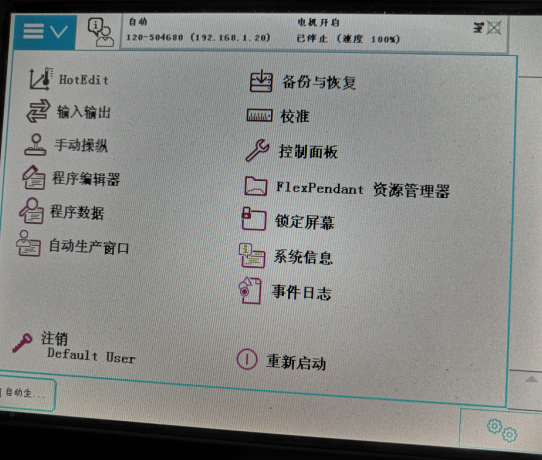 自动
电机开启
120-504680 (192.168.1.20)
已停止 (速度 100%)
HotEdit
备份与恢复
输入输出
校准
手动操纵
控制面板
程序编辑器
FlexPendant 资源管理器
程序数据
锁定屏幕
自动生产窗口
系统信息
事件日志
注销
Default User
重新启动
自动生...